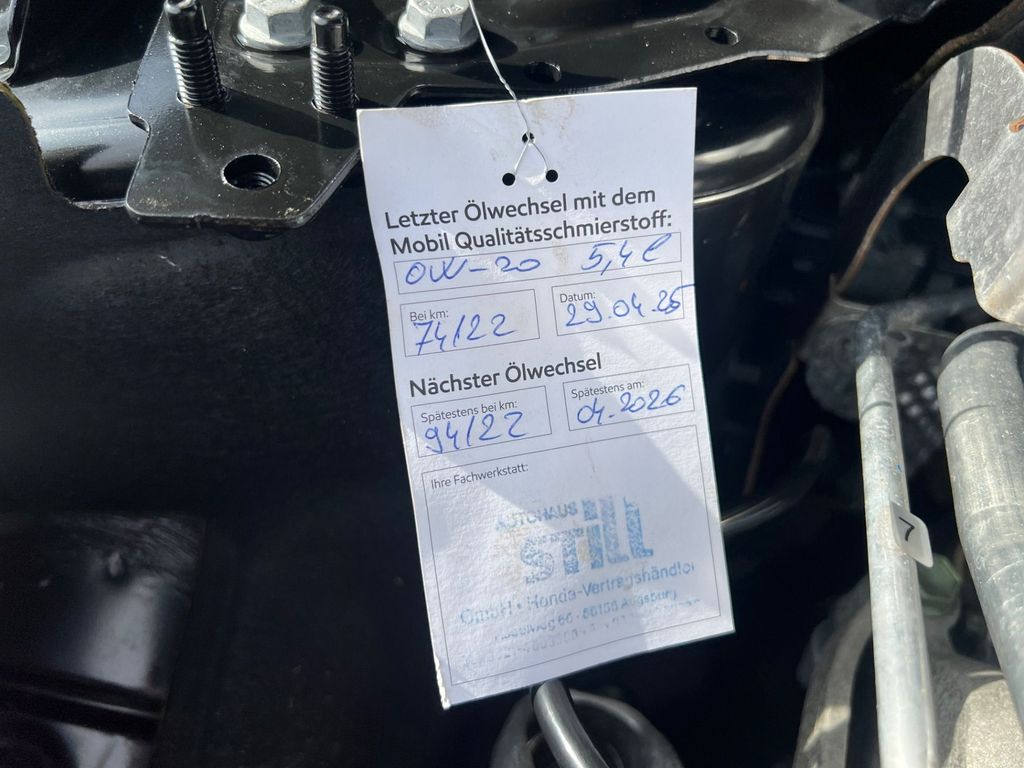 Letzter Ölwechsel mit dem
Mobil Qualitätsschmierstoff:
0W-20 5,4l
Bei km:
74122
Datum:
29.04.25
Nächster Ölwechsel
Spätestens bei km:
94122
Spätestens am:
04.2026
Ihre Fachwerkstatt:
AUTOHAUS
STILL
GmbH • Honda-Vertragshändler
Augsburg
7